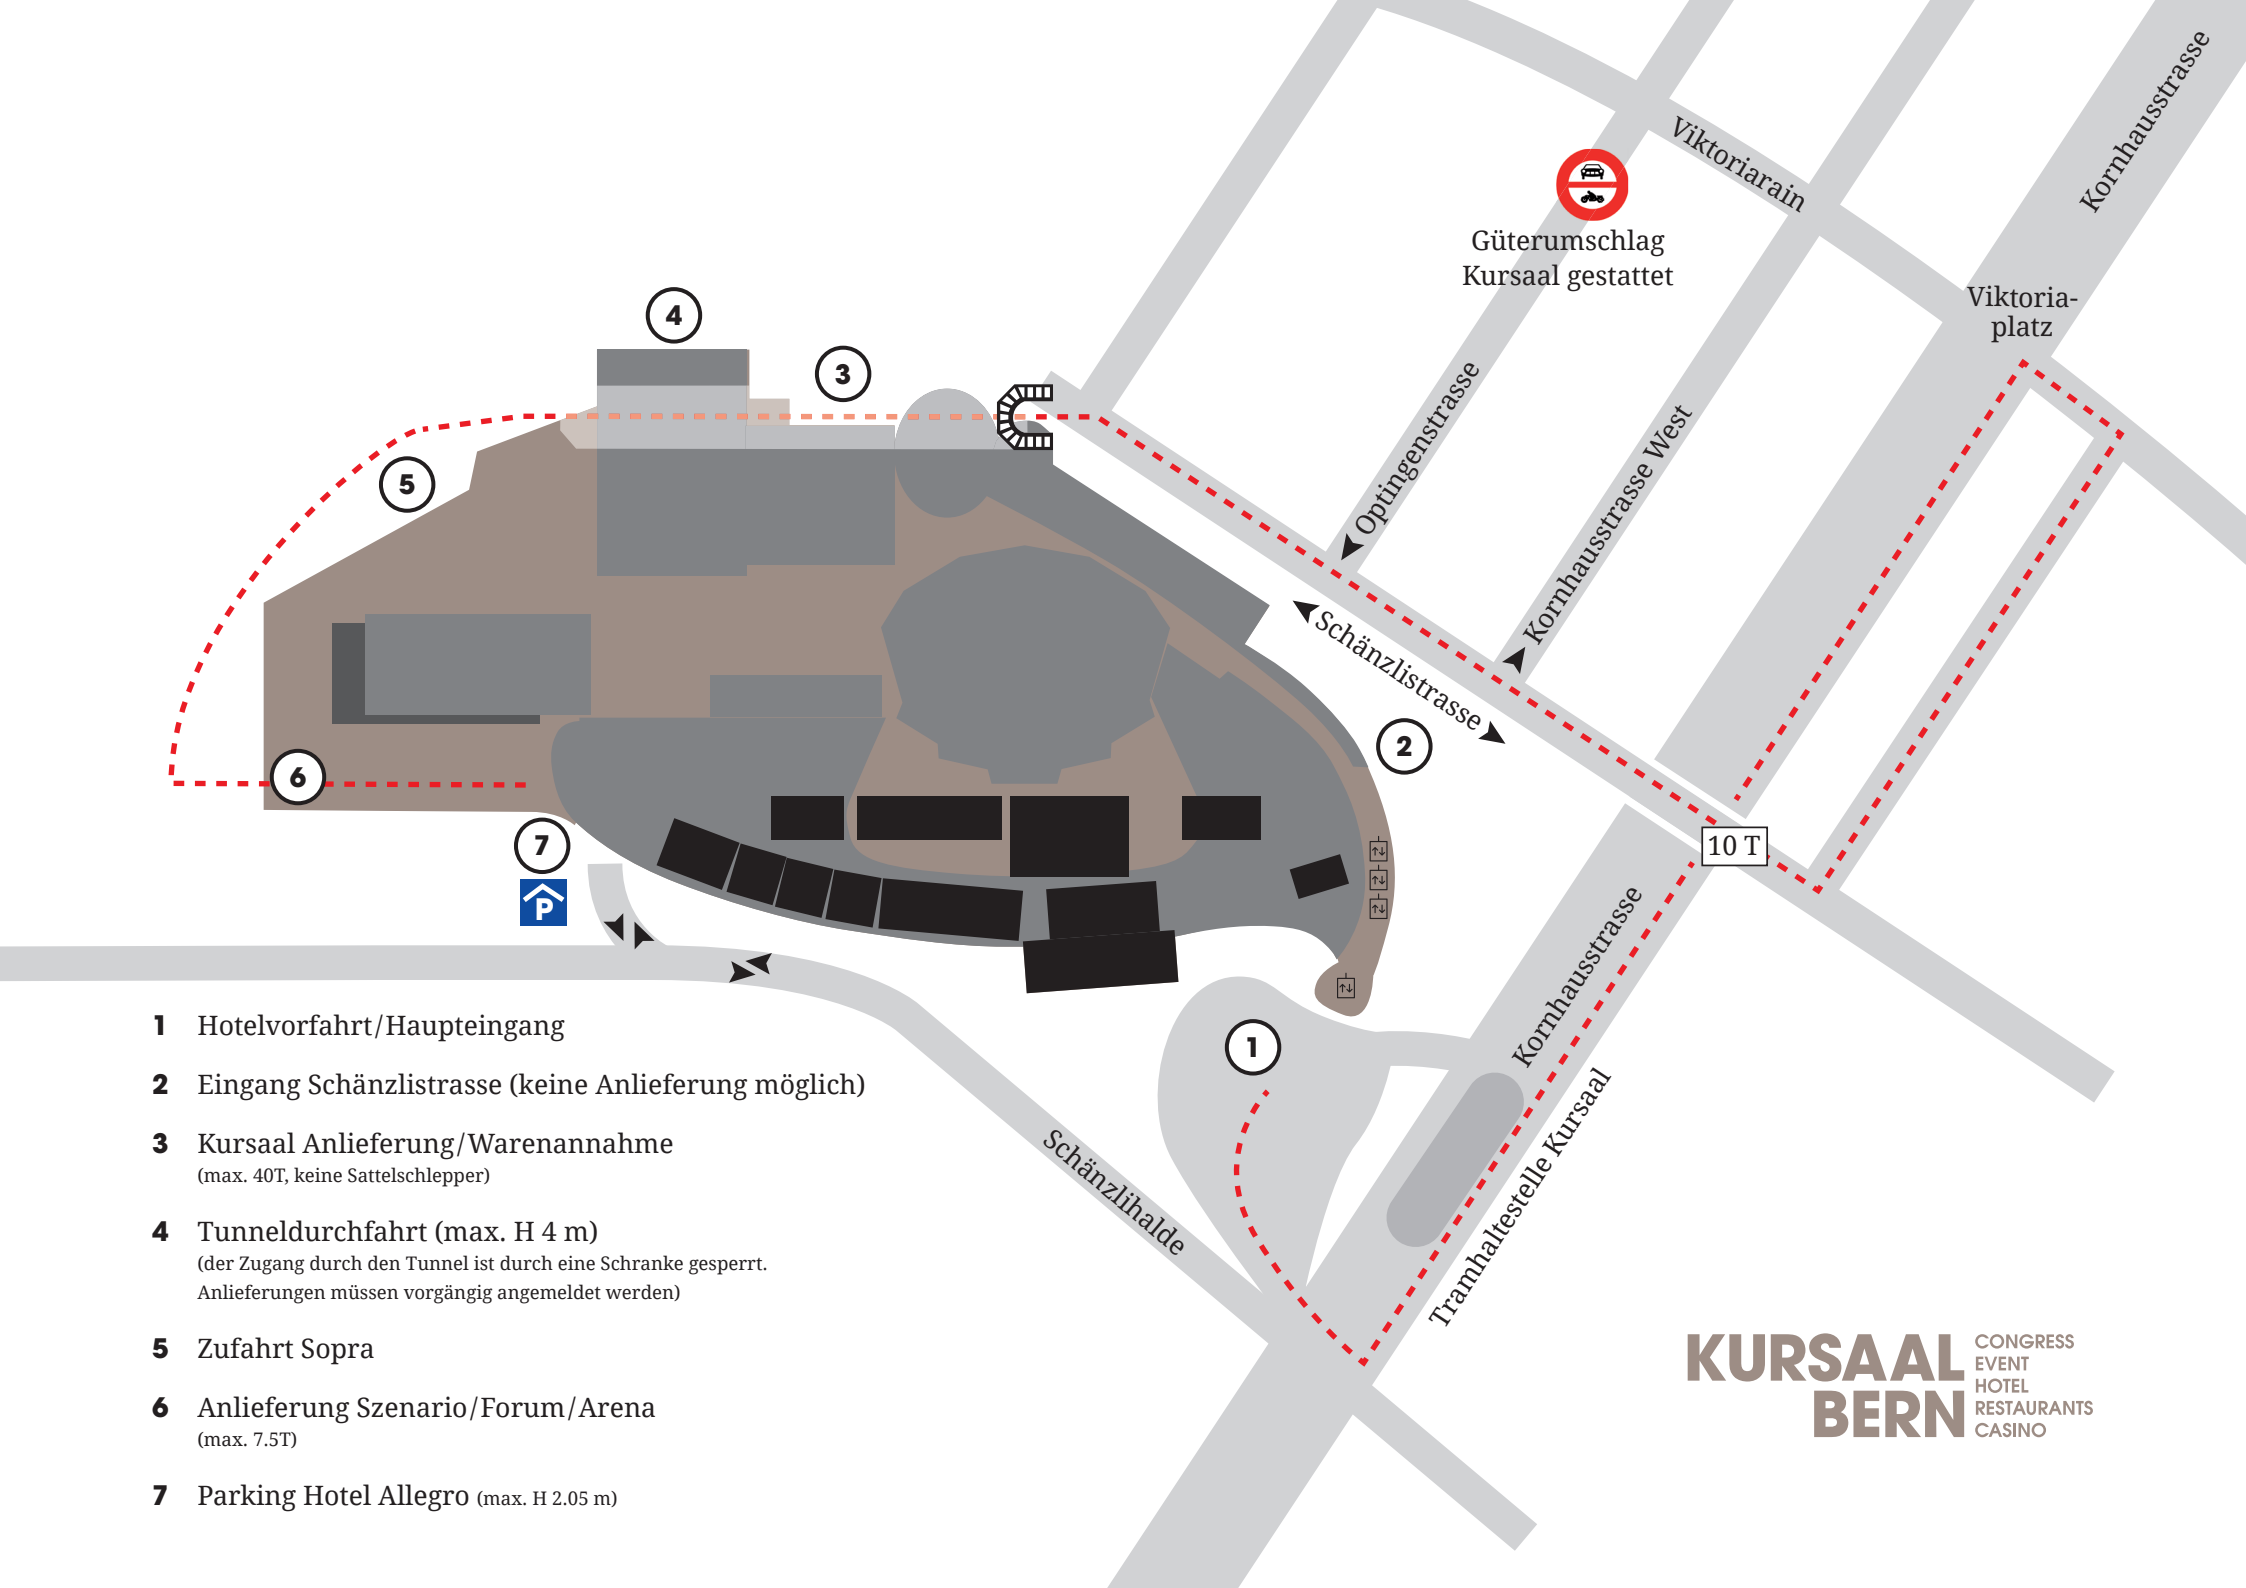 Kornhausstrasse
Viktoriarain
Güterumschlag
Kursaal gestattet
Viktoria-
platz
4
3
Optingenstrasse
Kornhausstrasse West
5
Schänzlistrasse
2
6
7
P
10 T
Kornhausstrasse
1
Tramhaltestelle Kursaal
Schänzlihalde
1 Hotelvorfahrt/Haupteingang
2 Eingang Schänzlistrasse (keine Anlieferung möglich)
3 Kursaal Anlieferung/Warenannahme
(max. 40T, keine Sattelschlepper)
4 Tunneldurchfahrt (max. H 4 m)
(der Zugang durch den Tunnel ist durch eine Schranke gesperrt.
Anlieferungen müssen vorgängig angemeldet werden)
5 Zufahrt Sopra
6 Anlieferung Szenario/Forum/Arena
(max. 7.5T)
7 Parking Hotel Allegro (max. H 2.05 m)
KURSAAL
BERN
CONGRESS
EVENT
HOTEL
RESTAURANTS
CASINO